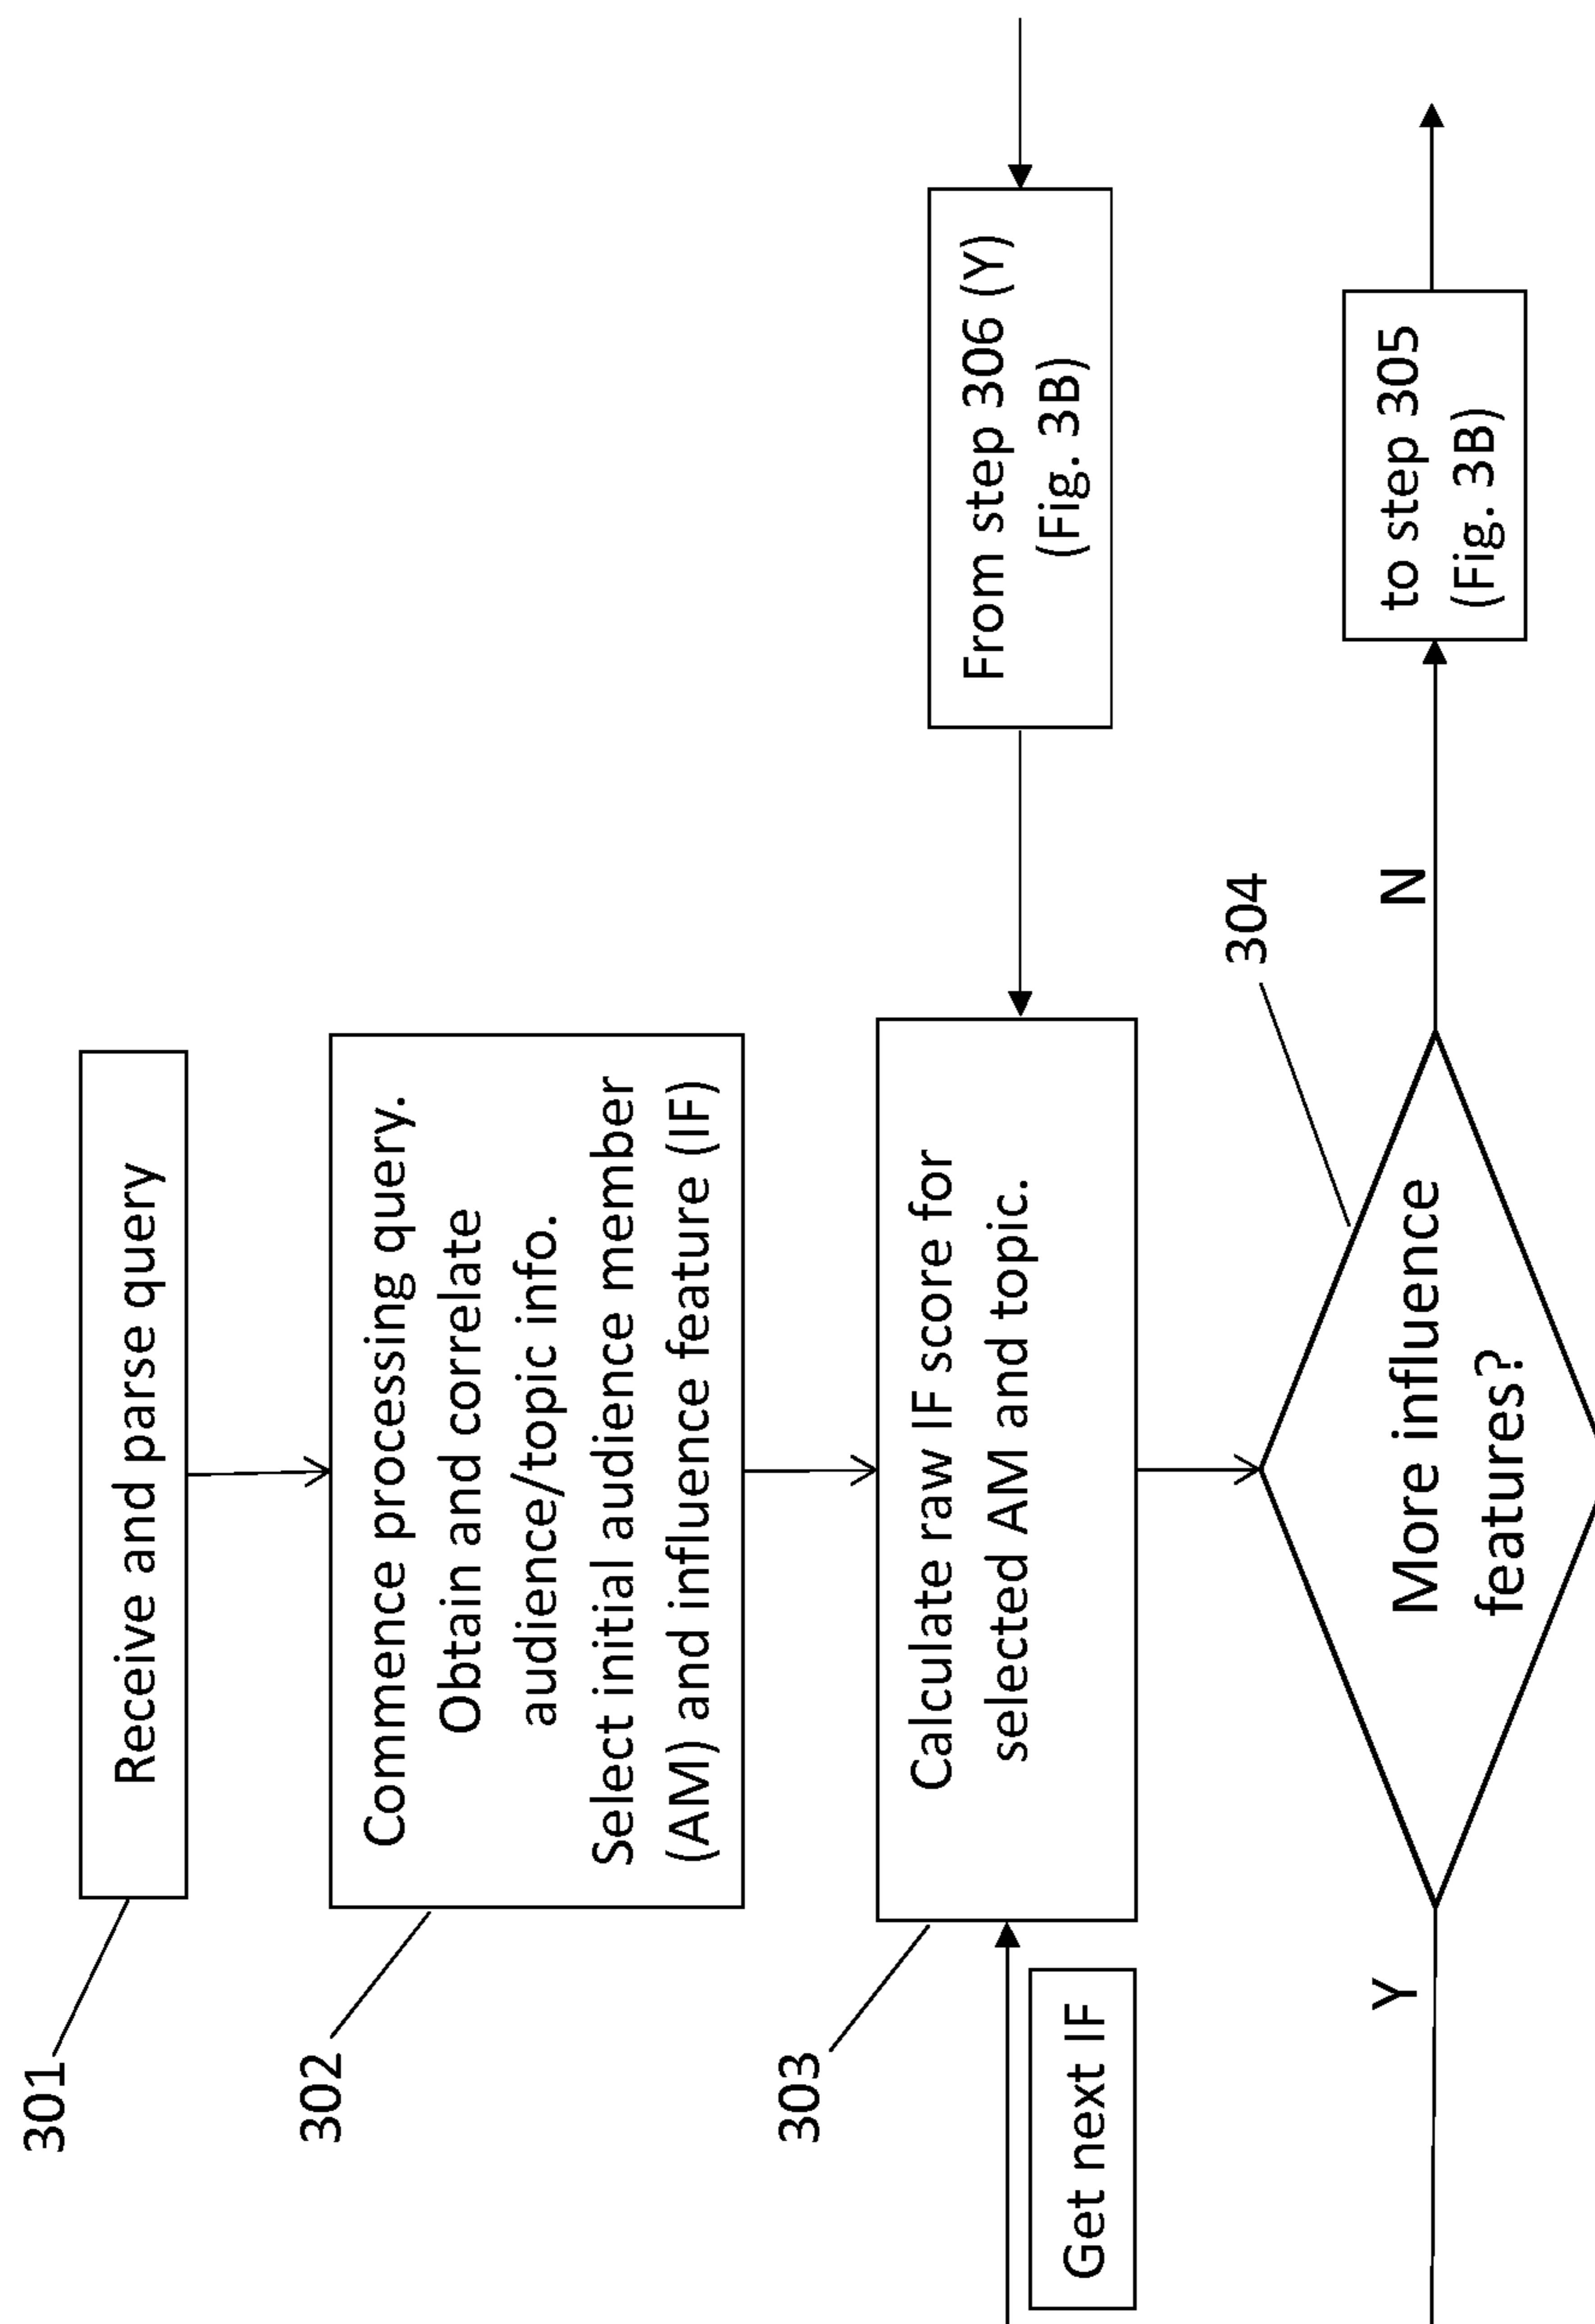 301
Receive and parse query
302
Commence processing query.
Obtain and correlate
audience/topic info.
Select initial audience member
(AM) and influence feature (IF)
303
Calculate raw IF score for
selected AM and topic.
From step 306 (Y)
(Fig. 3B)
Get next IF
304
More influence
features?
Y
N
to step 305
(Fig. 3B)